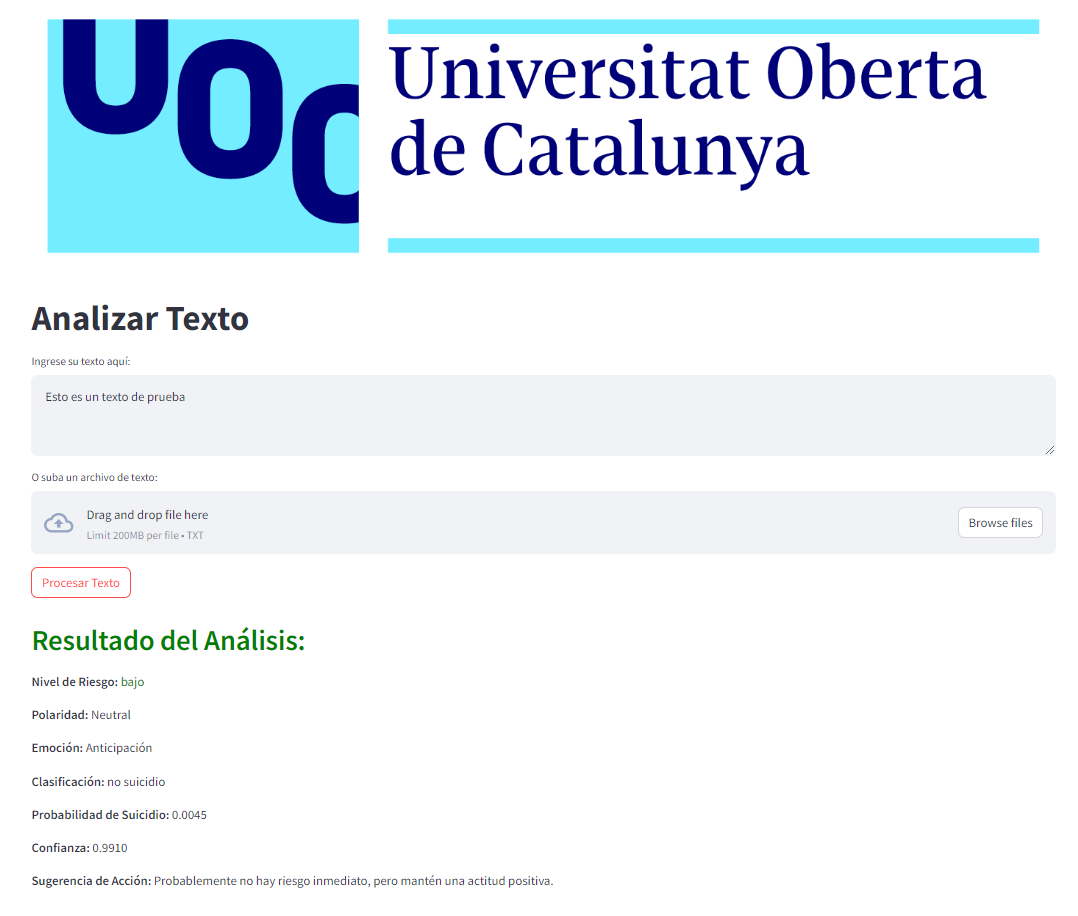 UOC
Universitat Oberta
de Catalunya
Analizar Texto
Ingrese su texto aquí:
Esto es un texto de prueba
O suba un archivo de texto:
Drag and drop file here
Limit 200MB per file • TXT
Browse files
Procesar Texto
Resultado del Análisis:
Nivel de Riesgo: bajo
Polaridad: Neutral
Emoción: Anticipación
Clasificación: no suicidio
Probabilidad de Suicidio: 0.0045
Confianza: 0.9910
Sugerencia de Acción: Probablemente no hay riesgo inmediato, pero mantén una actitud positiva.